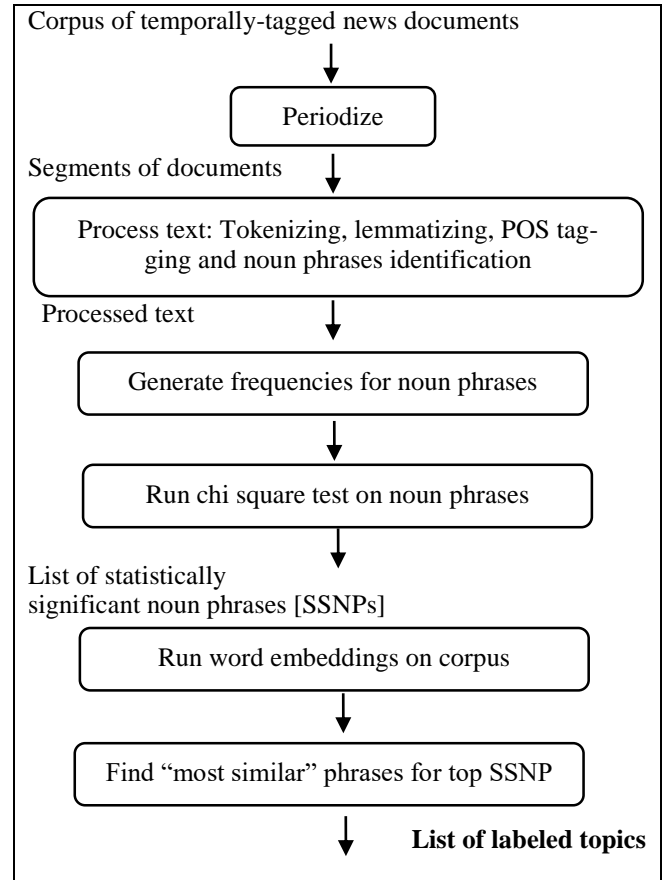 Corpus of temporally-tagged news documents
Periodize
Segments of documents
Process text: Tokenizing, lemmatizing, POS tag-
ging and noun phrases identification
Processed text
Generate frequencies for noun phrases
Run chi square test on noun phrases
List of statistically
significant noun phrases [SSNPs]
Run word embeddings on corpus
Find “most similar” phrases for top SSNP
List of labeled topics